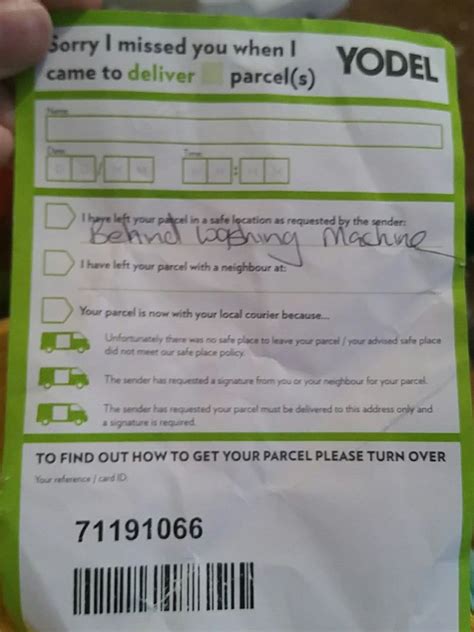 Sorry I missed you when I
came to deliver parcel(s)
YODEL
Name:
Date:
Time:
I have left your parcel in a safe location as requested by the sender:
Behind Washing Machine
I have left your parcel with a neighbour at:
Your parcel is now with your local courier because...
Unfortunately there was no safe place to leave your parcel / your advised safe place
did not meet our safe place policy.
The sender has requested a signature from you or your neighbour for your parcel.
The sender has requested your parcel must be delivered to this address only and
a signature is required.
TO FIND OUT HOW TO GET YOUR PARCEL PLEASE TURN OVER
Your reference / card ID:
71191066